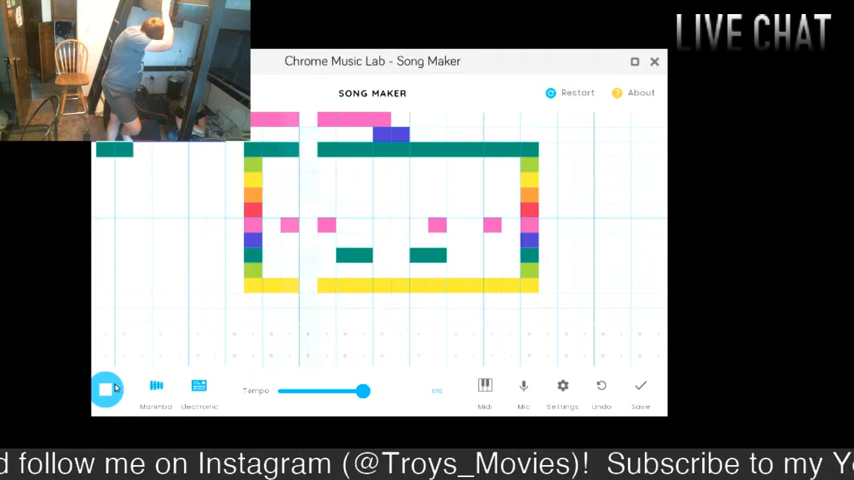 LIVE CHAT
Chrome Music Lab - Song Maker
SONG MAKER
Restart
About
Marimba
Electronic
Tempo
Midi
Mic
Settings
Undo
Save
d follow me on Instagram (@Troys_Movies)! Subscribe to my Yo